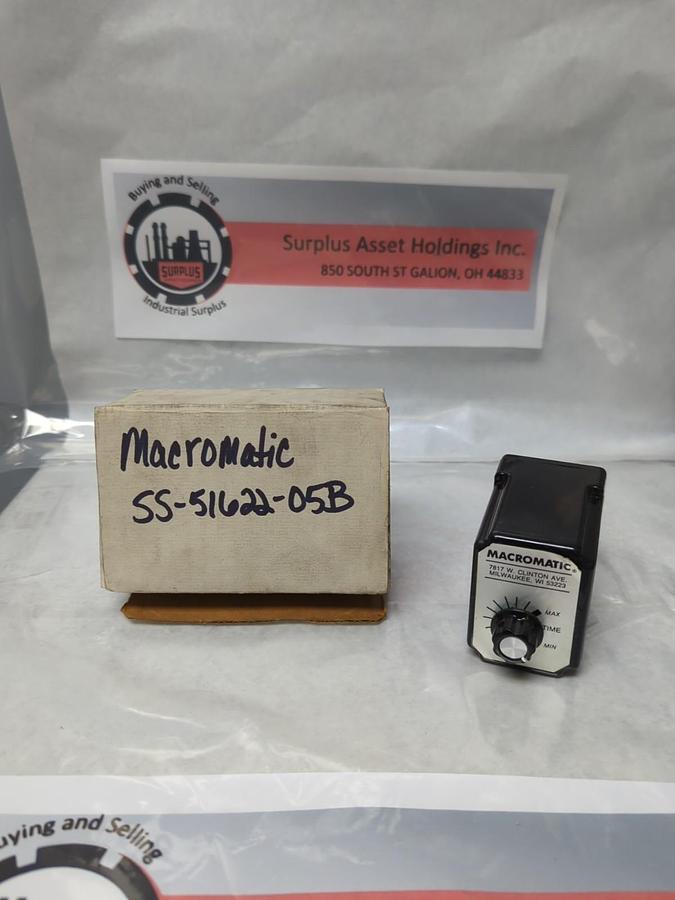 Buying and Selling
SURPLUS
Industrial Surplus
Surplus Asset Holdings Inc.
850 SOUTH ST GALION, OH 44833
Macromatic
SS-51622-05B
MACROMATIC®
7817 W. CLINTON AVE.
MILWAUKEE, WI 53223
MAX
TIME
MIN
uying and Selling